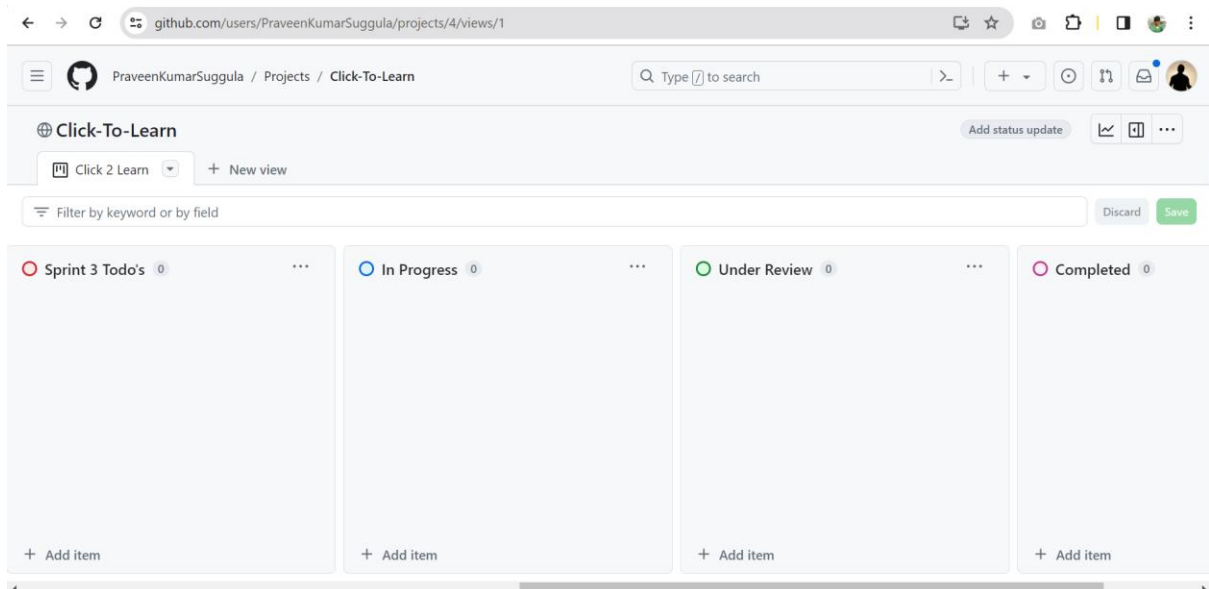 github.com/users/PraveenKumarSuggula/projects/4/views/1
PraveenKumarSuggula / Projects / Click-To-Learn
Type / to search
Click-To-Learn
Add status update
Click 2 Learn
+ New view
Filter by keyword or by field
Discard
Save
Sprint 3 Todo's 0
In Progress 0
Under Review 0
Completed 0
+ Add item
+ Add item
+ Add item
+ Add item